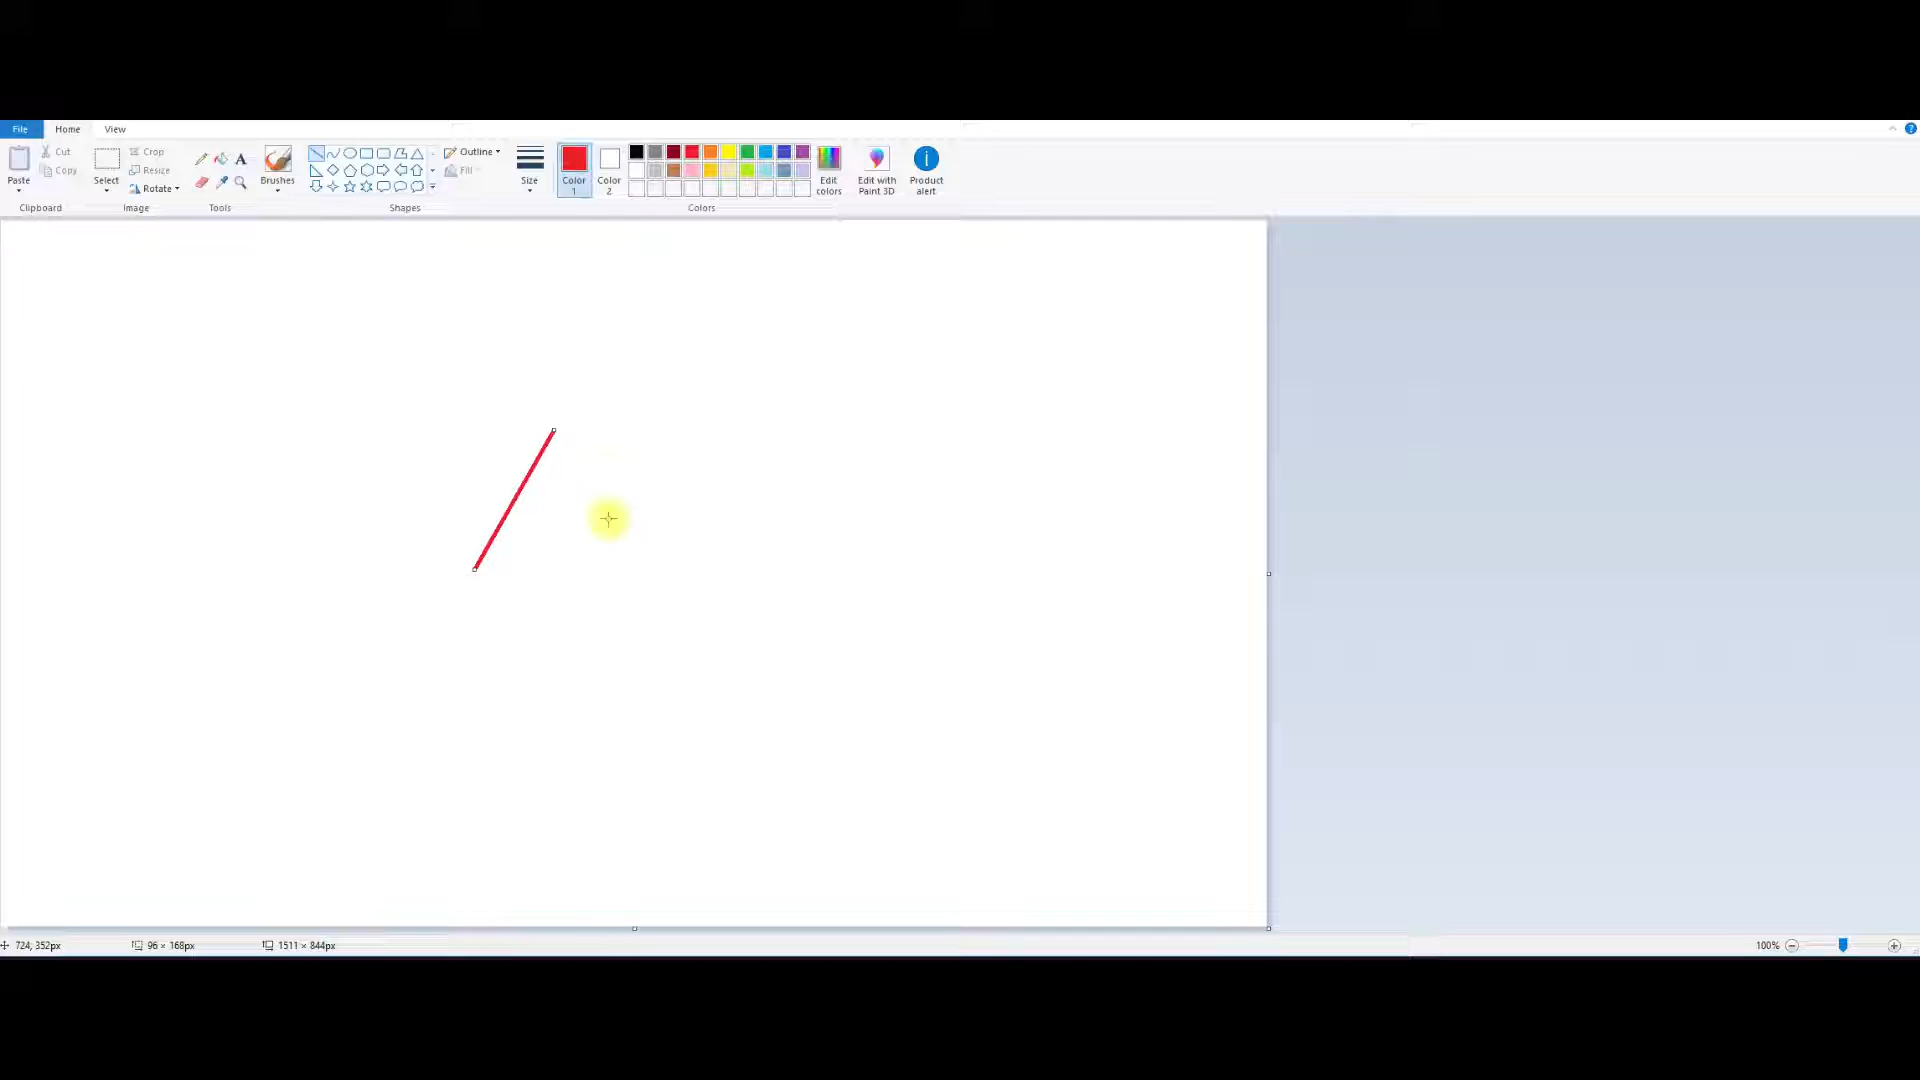 File Home View
Paste
Cut
Copy
Clipboard
Select
Crop
Resize
Rotate
Image
A
Tools
Brushes
Shapes
Outline
Fill
Size
Color 1
Color 2
Colors
Edit colors
Edit with Paint 3D
Product alert
724, 352px 96 × 168px 1511 × 844px 100%